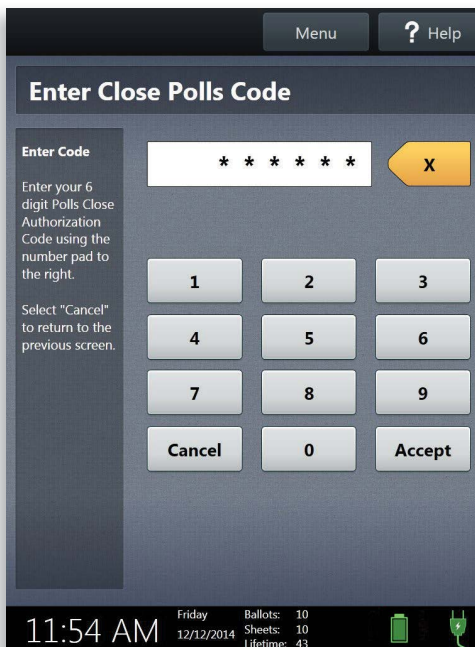 Menu
? Help
Enter Close Polls Code
Enter Code
Enter your 6
digit Polls Close
Authorization
Code using the
number pad to
the right.
Select "Cancel"
to return to the
previous screen.
* * * * * *
X
1 2 3
4 5 6
7 8 9
Cancel 0 Accept
11:54 AM
Friday
12/12/2014
Ballots: 10
Sheets: 10
Lifetime: 43